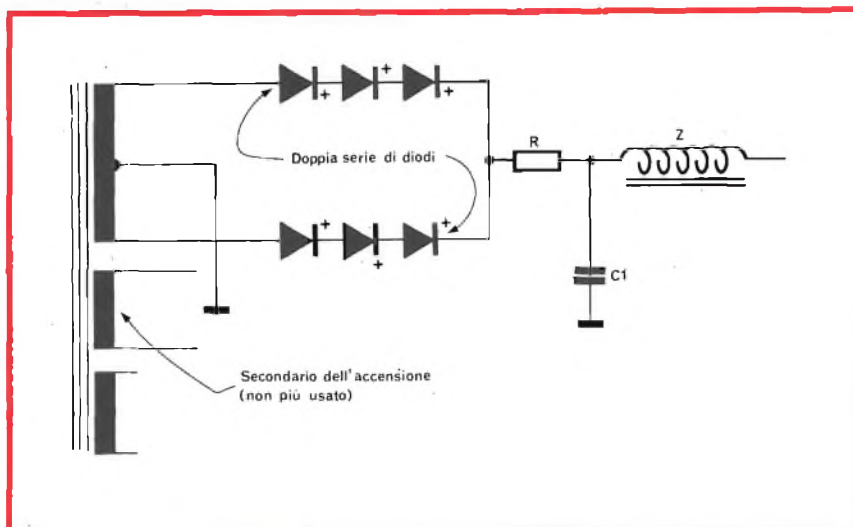 + + +
R
Z
Doppia serie di diodi
+ + +
C1
Secondario dell'accensione
(non più usato)